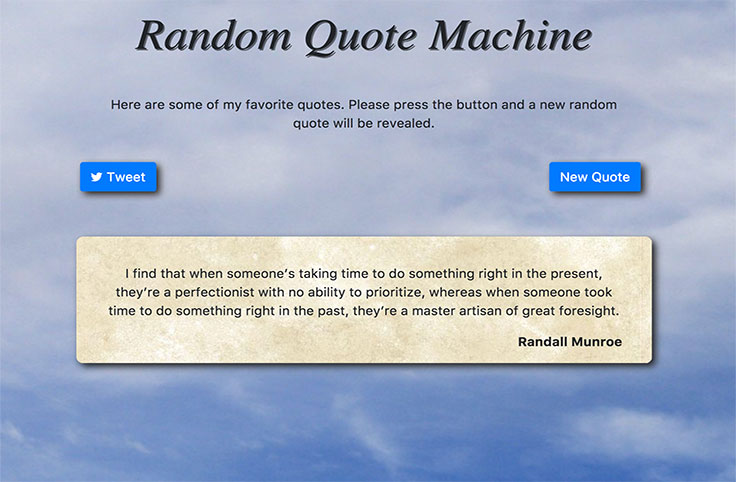 Random Quote Machine
Here are some of my favorite quotes. Please press the button and a new random
quote will be revealed.
Tweet
New Quote
I find that when someone’s taking time to do something right in the present,
they’re a perfectionist with no ability to prioritize, whereas when someone took
time to do something right in the past, they’re a master artisan of great foresight.
Randall Munroe